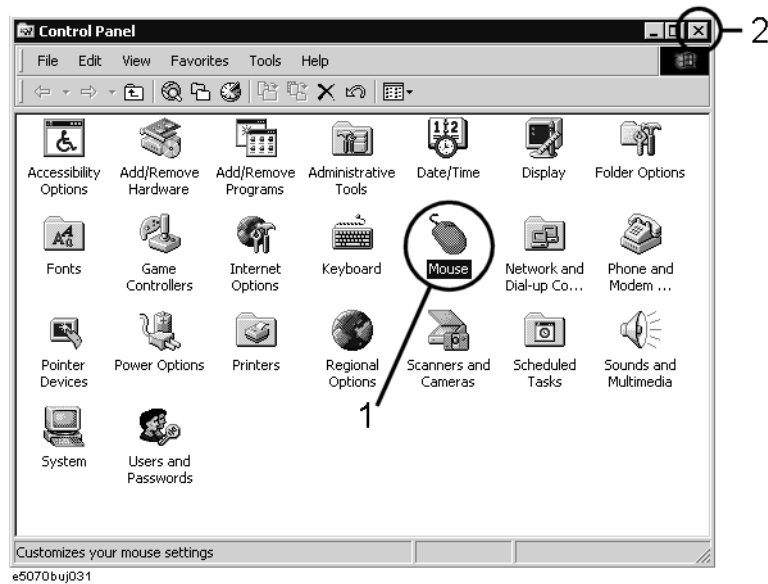 Control Panel
2
File Edit View Favorites Tools Help
Accessibility Options
Add/Remove Hardware
Add/Remove Programs
Administrative Tools
Date/Time
Display
Folder Options
Fonts
Game Controllers
Internet Options
Keyboard
Mouse
Network and Dial-up Co...
Phone and Modem ...
Pointer Devices
Power Options
Printers
Regional Options
Scanners and Cameras
Scheduled Tasks
Sounds and Multimedia
1
System
Users and Passwords
Customizes your mouse settings
e5070buj031